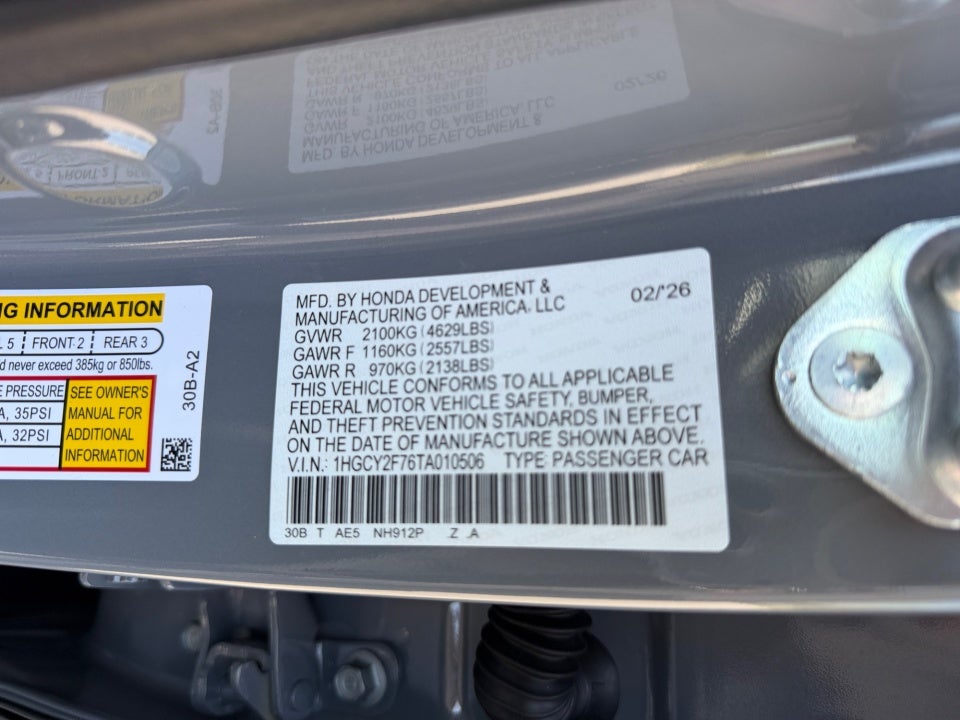 NG INFORMATION
L 5 FRONT 2 REAR 3
d never exceed 385kg or 850lbs.
E PRESSURE SEE OWNER'S
A, 35PSI MANUAL FOR
A, 32PSI ADDITIONAL
INFORMATION
30B-A2
MFD. BY HONDA DEVELOPMENT & 02/'26
MANUFACTURING OF AMERICA, LLC
GVWR 2100KG (4629LBS)
GAWR F 1160KG (2557LBS)
GAWR R 970KG (2138LBS)
THIS VEHICLE CONFORMS TO ALL APPLICABLE
FEDERAL MOTOR VEHICLE SAFETY, BUMPER,
AND THEFT PREVENTION STANDARDS IN EFFECT
ON THE DATE OF MANUFACTURE SHOWN ABOVE.
V.I.N.: 1HGCY2F76TA010506 TYPE: PASSENGER CAR
30B T AE5 NH912P Z A